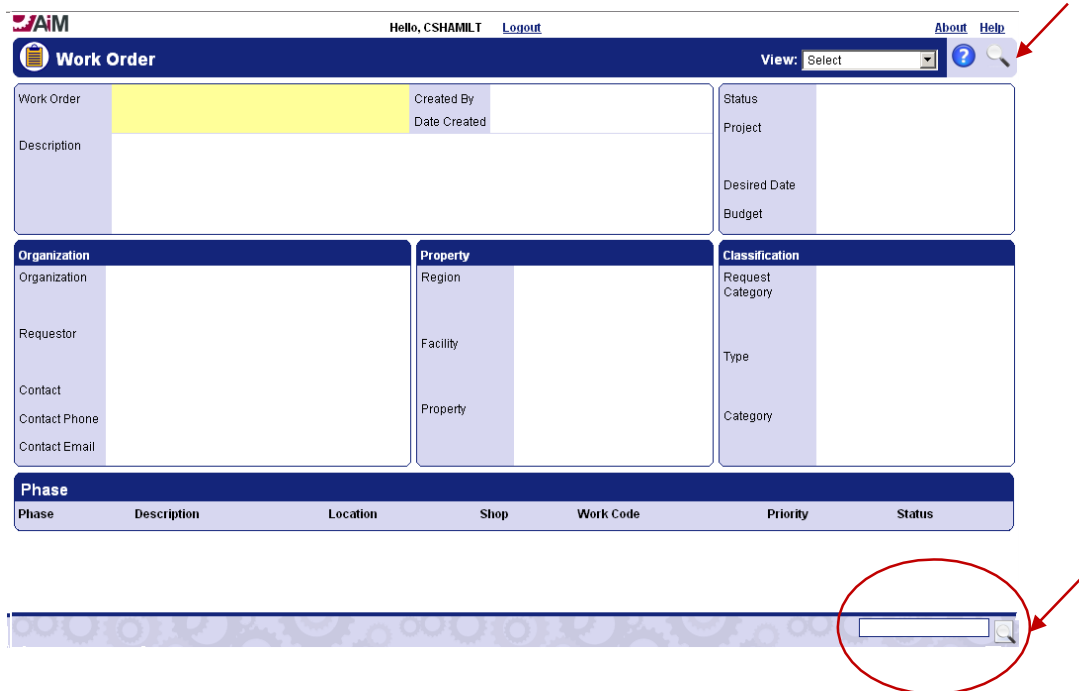 AiM Hello, CSHAMILT Logout About Help
Work Order View: Select ?
Work Order Created By Status
Date Created
Project
Description
Desired Date
Budget
Organization Property Classification
Organization Region Request
Category
Requestor
Facility
Type
Contact
Property
Category
Contact Phone
Contact Email
Phase
Phase Description Location Shop Work Code Priority Status